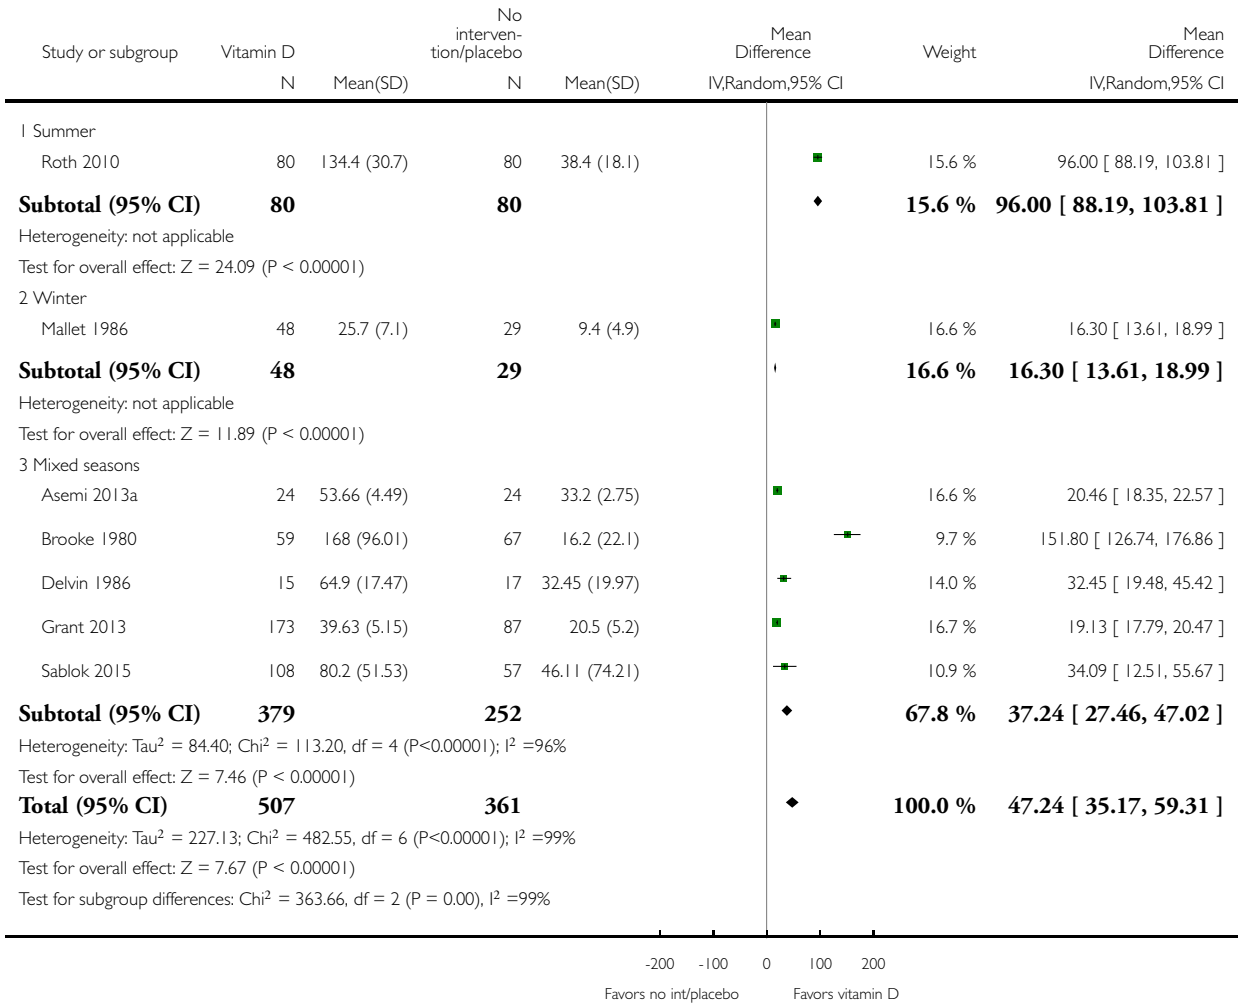 Study or subgroup Vitamin D No interven-tion/placebo Mean Difference Weight Mean Difference
N Mean(SD) N Mean(SD) IV,Random,95% CI IV,Random,95% CI
1 Summer
Roth 2010 80 134.4 (30.7) 80 38.4 (18.1) 15.6 % 96.00 [ 88.19, 103.81 ]
Subtotal (95% CI) 80 80 15.6 % 96.00 [ 88.19, 103.81 ]
Heterogeneity: not applicable
Test for overall effect: Z = 24.09 (P < 0.00001)
2 Winter
Mallet 1986 48 25.7 (7.1) 29 9.4 (4.9) 16.6 % 16.30 [ 13.61, 18.99 ]
Subtotal (95% CI) 48 29 16.6 % 16.30 [ 13.61, 18.99 ]
Heterogeneity: not applicable
Test for overall effect: Z = 11.89 (P < 0.00001)
3 Mixed seasons
Asemi 2013a 24 53.66 (4.49) 24 33.2 (2.75) 16.6 % 20.46 [ 18.35, 22.57 ]
Brooke 1980 59 168 (96.01) 67 16.2 (22.1) 9.7 % 151.80 [ 126.74, 176.86 ]
Delvin 1986 15 64.9 (17.47) 17 32.45 (19.97) 14.0 % 32.45 [ 19.48, 45.42 ]
Grant 2013 173 39.63 (5.15) 87 20.5 (5.2) 16.7 % 19.13 [ 17.79, 20.47 ]
Sablok 2015 108 80.2 (51.53) 57 46.11 (74.21) 10.9 % 34.09 [ 12.51, 55.67 ]
Subtotal (95% CI) 379 252 67.8 % 37.24 [ 27.46, 47.02 ]
Heterogeneity: Tau² = 84.40; Chi² = 113.20, df = 4 (P<0.00001); I² =96%
Test for overall effect: Z = 7.46 (P < 0.00001)
Total (95% CI) 507 361 100.0 % 47.24 [ 35.17, 59.31 ]
Heterogeneity: Tau² = 227.13; Chi² = 482.55, df = 6 (P<0.00001); I² =99%
Test for overall effect: Z = 7.67 (P < 0.00001)
Test for subgroup differences: Chi² = 363.66, df = 2 (P = 0.00), I² =99%
-200 -100 0 100 200
Favors no int/placebo Favors vitamin D